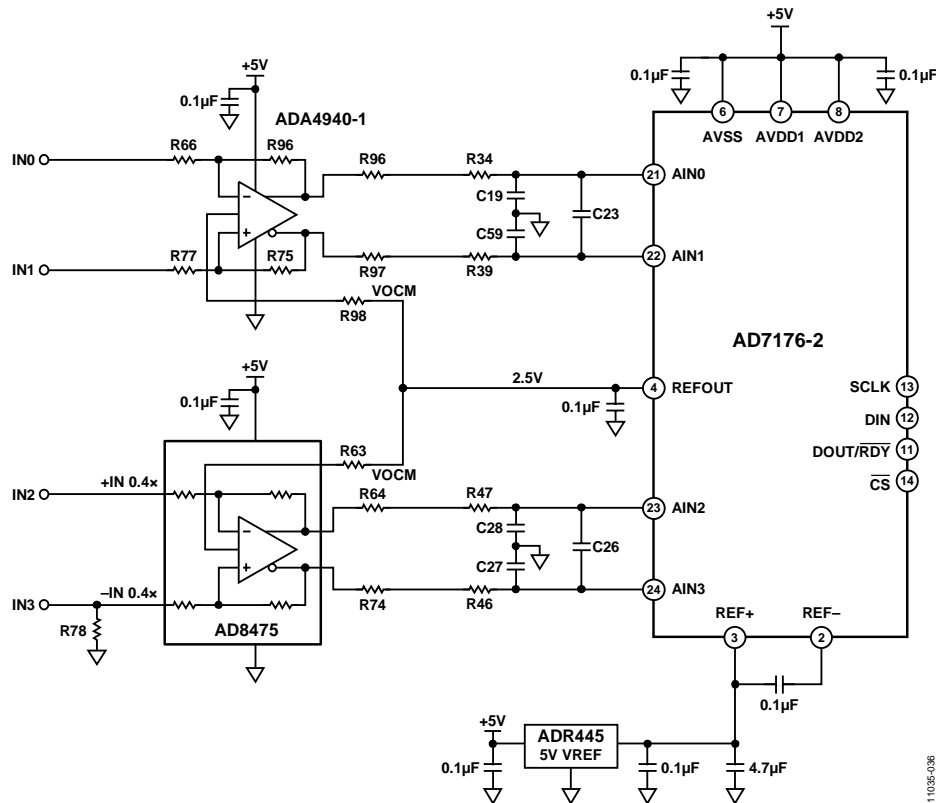 +5V
0.1µF
0.1µF
6
7
8
AVSS
AVDD1
AVDD2
+5V
0.1µF
ADA4940-1
IN0
R66
R96
R96
R34
21
AIN0
C19
C23
C59
IN1
R77
R75
R97
R39
22
AIN1
VOCM
R98
AD7176-2
+5V
0.1µF
2.5V
4
REFOUT
0.1µF
SCLK
13
DIN
12
DOUT/RDY
11
CS
14
R63
VOCM
IN2
+IN 0.4×
R64
R47
23
AIN2
C28
C26
C27
IN3
–IN 0.4×
R74
R46
24
AIN3
R78
AD8475
REF+
REF–
3
2
0.1µF
+5V
ADR445
5V VREF
0.1µF
0.1µF
4.7µF
11035-036